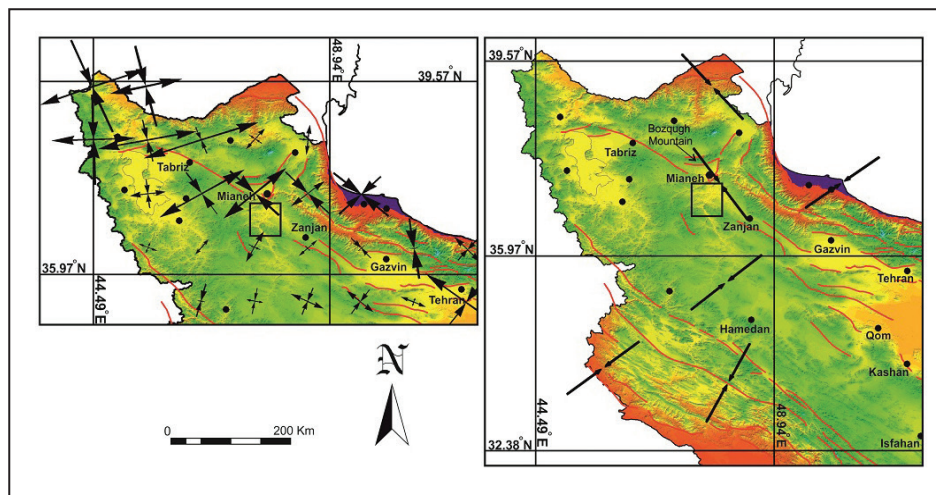 48.94°E
39.57°N
Tabriz
Mianeh
Zanjan
Gazvin
35.97°N
Tehran
44.49°E
N
0
200 Km
39.57°N
Bozqugh
Mountain
Tabriz
Mianeh
Zanjan
Gazvin
35.97°N
Tehran
Hamedan
Qom
Kashan
44.49°E
48.94°E
Isfahan
32.38°N